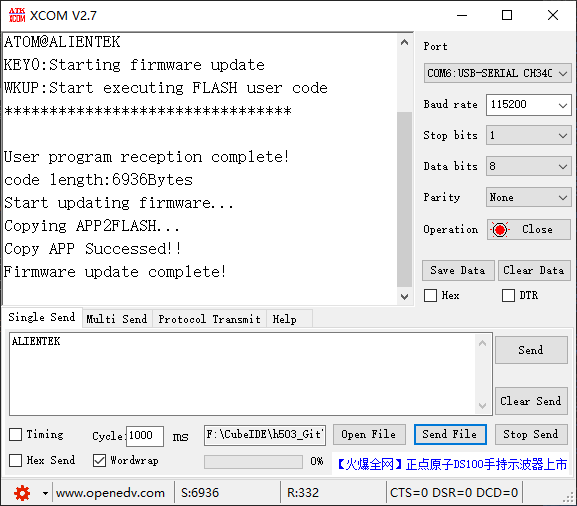 ATK
XCOM
XCOM V2.7
ATOM@ALIENTEK
KEY0:Starting firmware update
WKUP:Start executing FLASH user code
********************************
User program reception complete!
code length:6936Bytes
Start updating firmware...
Copying APP2FLASH...
Copy APP Successed!!
Firmware update complete!
Port
COM6:USB-SERIAL CH340
Baud rate 115200
Stop bits 1
Data bits 8
Parity None
Operation Close
Save Data Clear Data
Hex DTR
Single Send Multi Send Protocol Transmit Help
ALIENTEK
Send
Clear Send
Timing Cycle: 1000 ms F:\CubeIDE\h503_Git\ Open File Send File Stop Send
Hex Send Wordwrap 0% 【火爆全网】正点原子DS100手持示波器上市
www.openedv.com S:6936 R:332 CTS=0 DSR=0 DCD=0